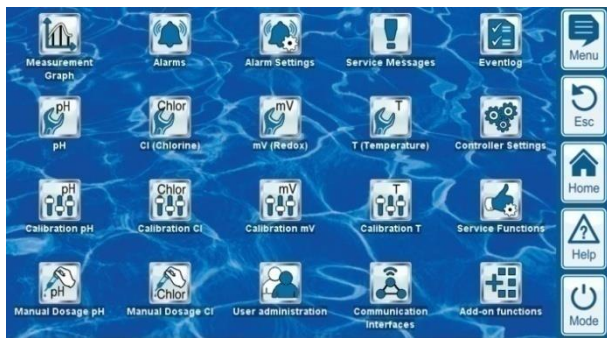 Measurement
Graph
Alarms
Alarm Settings
Service Messages
Eventlog
Menu
pH
Chlor
mV
T
pH
Cl (Chlorine)
mV (Redox)
T (Temperature)
Controller Settings
Esc
pH
Chlor
mV
T
Calibration pH
Calibration Cl
Calibration mV
Calibration T
Service Functions
Home
pH
Chlor
Manual Dosage pH
Manual Dosage Cl
User administration
Communication
Interfaces
Add-on functions
Help
Mode